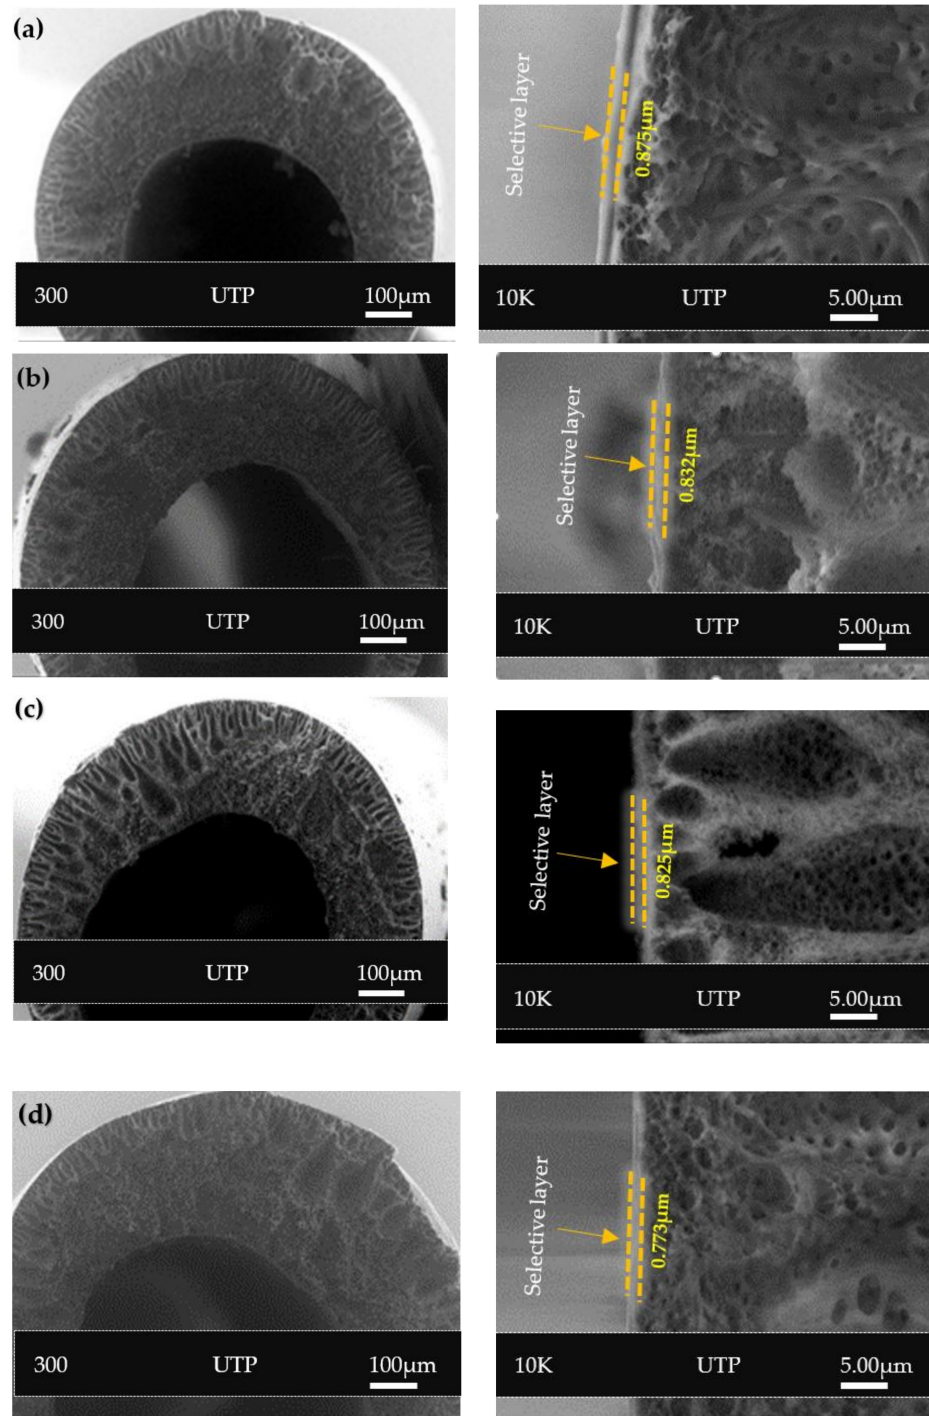 (a)
300 UTP 100µm
Selective layer
0.875µm
10K UTP 5.00µm
(b)
300 UTP 100µm
Selective layer
0.832µm
10K UTP 5.00µm
(c)
300 UTP 100µm
Selective layer
0.825µm
10K UTP 5.00µm
(d)
300 UTP 100µm
Selective layer
0.773µm
10K UTP 5.00µm